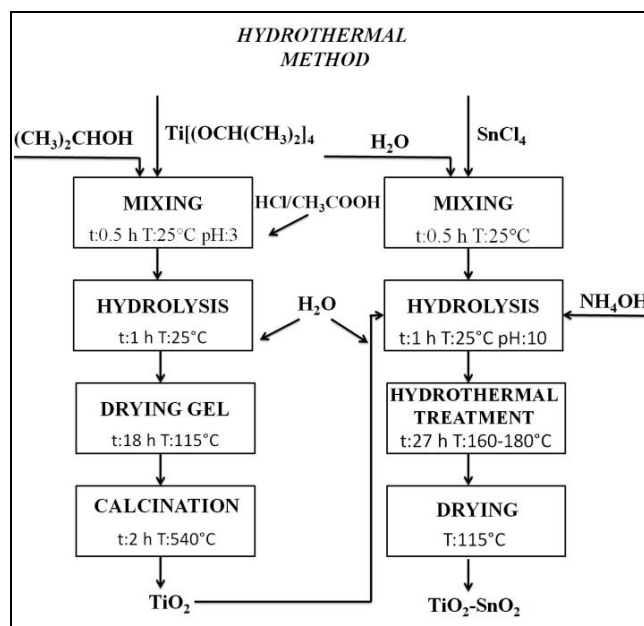 HYDROTHERMAL
METHOD
(CH₃)₂CHOH
Ti[(OCH(CH₃)₂]₄
MIXING
t:0.5 h T:25°C pH:3
HCl/CH₃COOH
HYDROLYSIS
t:1 h T:25°C
H₂O
DRYING GEL
t:18 h T:115°C
CALCINATION
t:2 h T:540°C
TiO₂
H₂O
SnCl₄
MIXING
t:0.5 h T:25°C
HYDROLYSIS
t:1 h T:25°C pH:10
NH₄OH
HYDROTHERMAL
TREATMENT
t:27 h T:160-180°C
DRYING
T:115°C
TiO₂-SnO₂